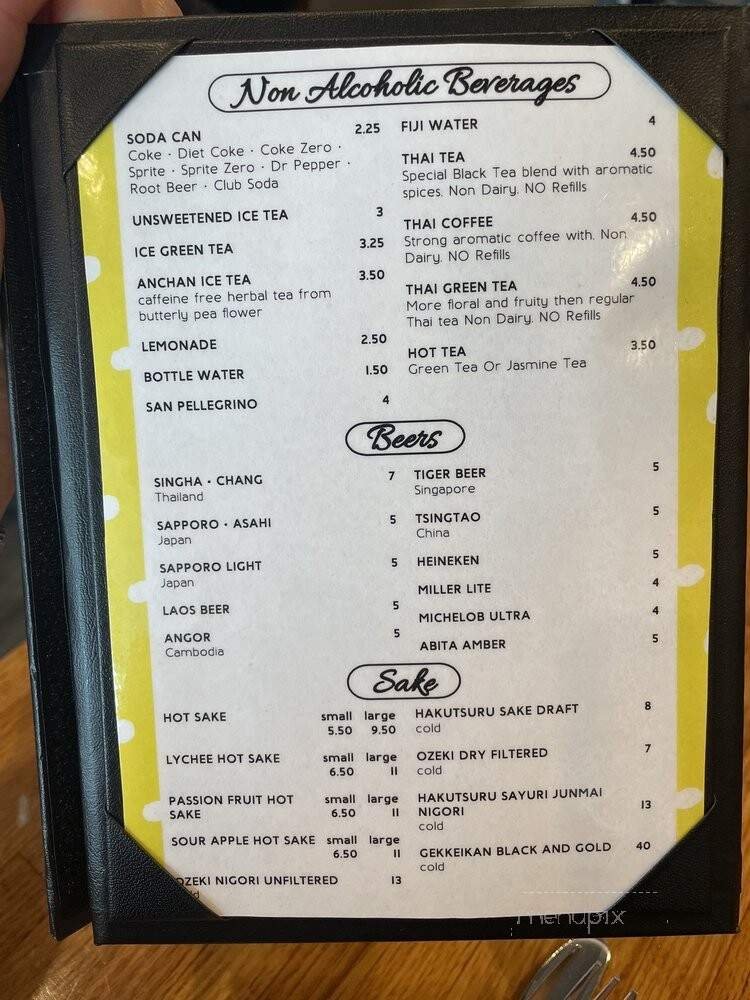 Non Alcoholic Beverages
SODA CAN 2.25
Coke · Diet Coke · Coke Zero ·
Sprite · Sprite Zero · Dr Pepper ·
Root Beer · Club Soda
UNSWEETENED ICE TEA 3
ICE GREEN TEA 3.25
ANCHAN ICE TEA 3.50
caffeine free herbal tea from
butterly pea flower
LEMONADE 2.50
BOTTLE WATER 1.50
SAN PELLEGRINO 4
FIJI WATER 4
THAI TEA 4.50
Special Black Tea blend with aromatic
spices. Non Dairy. NO Refills
THAI COFFEE 4.50
Strong aromatic coffee with. Non
Dairy. NO Refills
THAI GREEN TEA 4.50
More floral and fruity then regular
Thai tea Non Dairy. NO Refills
HOT TEA 3.50
Green Tea Or Jasmine Tea
Beers
SINGHA · CHANG 7
Thailand
SAPPORO · ASAHI 5
Japan
SAPPORO LIGHT 5
Japan
LAOS BEER 5
ANGOR 5
Cambodia
TIGER BEER 5
Singapore
TSINGTAO 5
China
HEINEKEN 5
MILLER LITE 4
MICHELOB ULTRA 4
ABITA AMBER 5
Sake
HOT SAKE small large
5.50 9.50
LYCHEE HOT SAKE small large
6.50 11
PASSION FRUIT HOT small large
SAKE 6.50 11
SOUR APPLE HOT SAKE small large
6.50 11
OZEKI NIGORI UNFILTERED 13
HAKUTSURU SAKE DRAFT 8
cold
OZEKI DRY FILTERED 7
cold
HAKUTSURU SAYURI JUNMAI
NIGORI 13
cold
GEKKEIKAN BLACK AND GOLD 40
cold
menupix